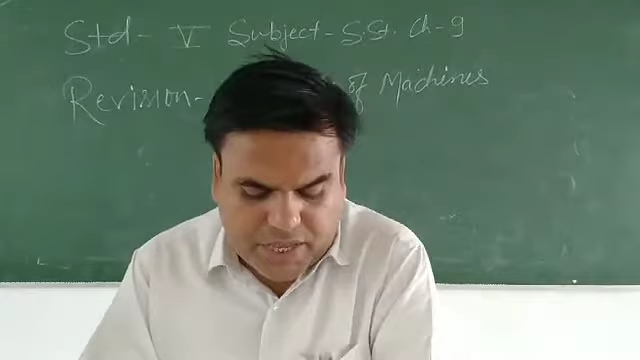 Std- V Subject- S.St. Ch- 9
Revision- of Machines